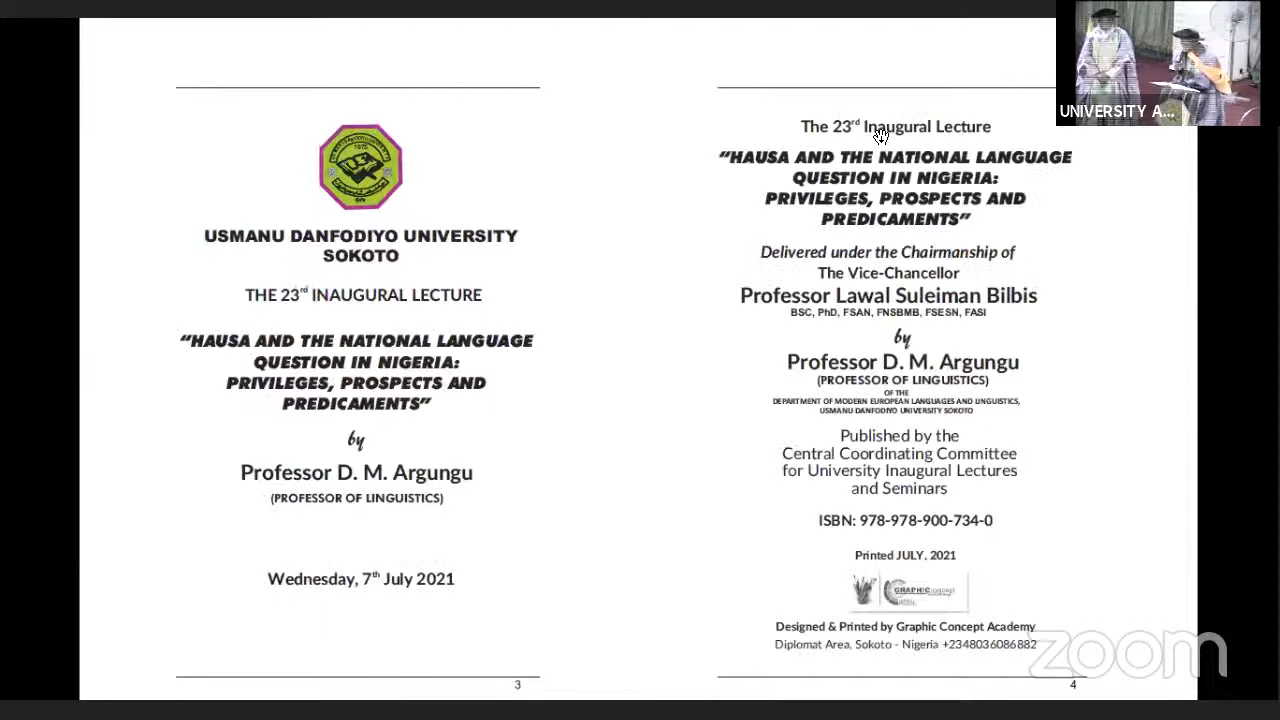 USMANU DANFODIYO UNIVERSITY
SOKOTO
THE 23rd INAUGURAL LECTURE
“HAUSA AND THE NATIONAL LANGUAGE
QUESTION IN NIGERIA:
PRIVILEGES, PROSPECTS AND
PREDICAMENTS”
by
Professor D. M. Argungu
(PROFESSOR OF LINGUISTICS)
Wednesday, 7th July 2021
3
The 23rd Inaugural Lecture
“HAUSA AND THE NATIONAL LANGUAGE
QUESTION IN NIGERIA:
PRIVILEGES, PROSPECTS AND
PREDICAMENTS”
Delivered under the Chairmanship of
The Vice-Chancellor
Professor Lawal Suleiman Bilbis
BSC, PhD, FSAN, FNSBMB, FSESN, FASI
by
Professor D. M. Argungu
(PROFESSOR OF LINGUISTICS)
OF THE
DEPARTMENT OF MODERN EUROPEAN LANGUAGES AND LINGUISTICS,
USMANU DANFODIYO UNIVERSITY SOKOTO
Published by the
Central Coordinating Committee
for University Inaugural Lectures
and Seminars
ISBN: 978-978-900-734-0
Printed JULY, 2021
GRAPHIC
Designed & Printed by Graphic Concept Academy
Diplomat Area, Sokoto - Nigeria +2348036086882
4
UNIVERSITY A...
zoom